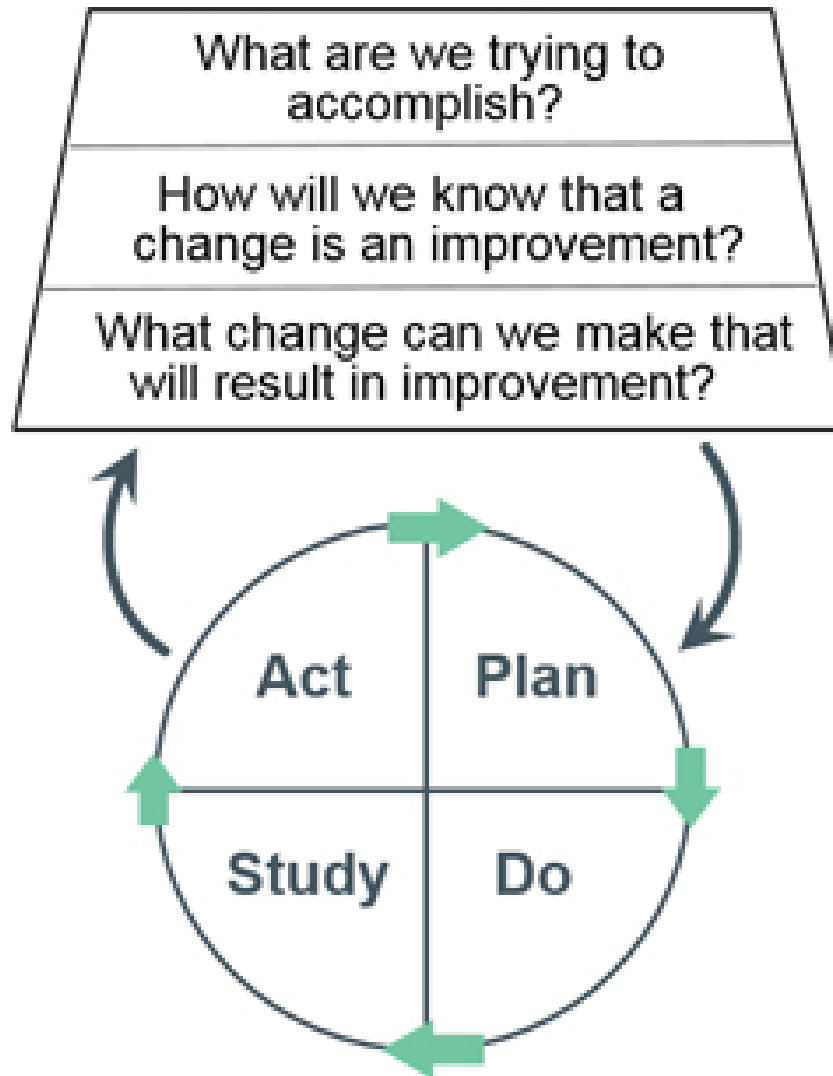 What are we trying to
accomplish?
How will we know that a
change is an improvement?
What change can we make that
will result in improvement?
Act
Plan
Study
Do